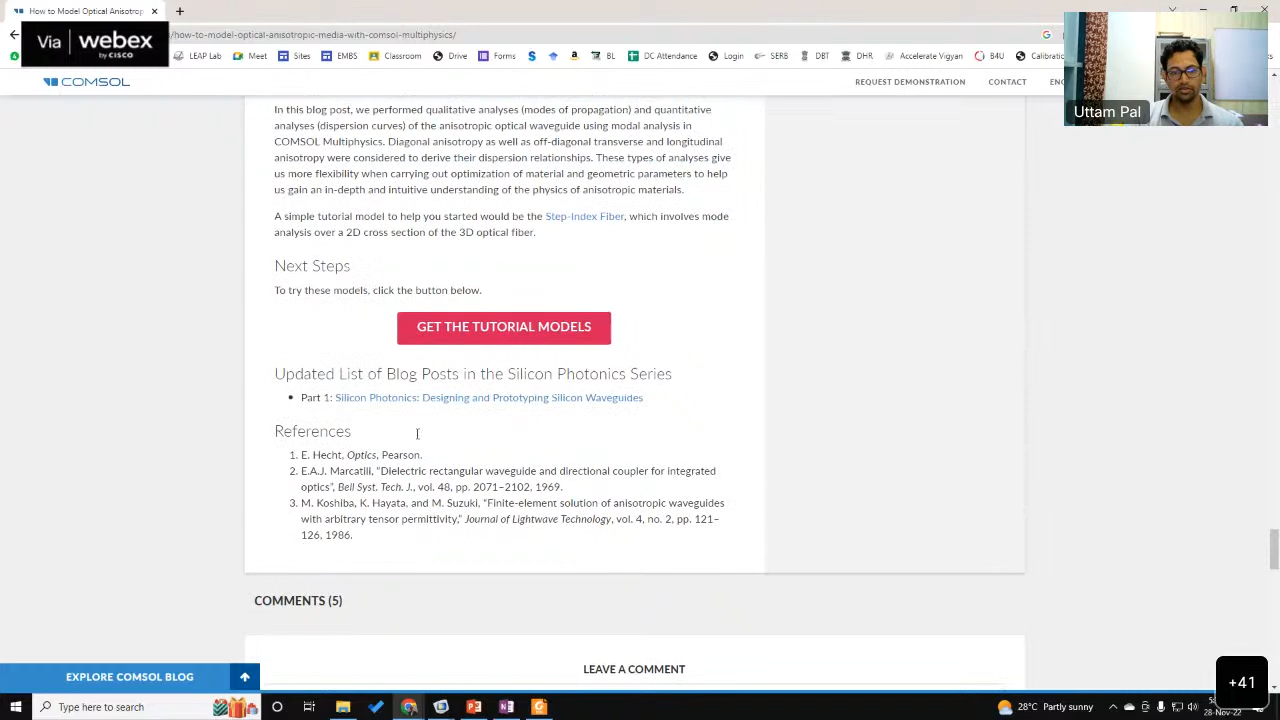 How to Model Optical Anisotrop
Via webex
by CISCO
/how-to-model-optical-anisotropic-media-with-comsol-multiphysics/
LEAP Lab Meet Sites EMBS Classroom Drive Forms BL DC Attendance Login SERB DBT DHR Accelerate Vigyan B4U Calibratio
COMSOL
REQUEST DEMONSTRATION CONTACT ENG
Uttam Pal
In this blog post, we performed qualitative analyses (modes of propagation) and quantitative
analyses (dispersion curves) of the anisotropic optical waveguide using modal analysis in
COMSOL Multiphysics. Diagonal anisotropy as well as off-diagonal transverse and longitudinal
anisotropy were considered to derive their dispersion relationships. These types of analyses give
us more flexibility when carrying out optimization of material and geometric parameters to help
us gain an in-depth and intuitive understanding of the physics of anisotropic materials.
A simple tutorial model to help you started would be the Step-Index Fiber, which involves mode
analysis over a 2D cross section of the 3D optical fiber.
Next Steps
To try these models, click the button below.
GET THE TUTORIAL MODELS
Updated List of Blog Posts in the Silicon Photonics Series
• Part 1: Silicon Photonics: Designing and Prototyping Silicon Waveguides
References
1. E. Hecht, Optics, Pearson.
2. E.A.J. Marcatili, “Dielectric rectangular waveguide and directional coupler for integrated
optics”, Bell Syst. Tech. J., vol. 48, pp. 2071–2102, 1969.
3. M. Koshiba, K. Hayata, and M. Suzuki, “Finite-element solution of anisotropic waveguides
with arbitrary tensor permittivity,” Journal of Lightwave Technology, vol. 4, no. 2, pp. 121–
126, 1986.
COMMENTS (5)
LEAVE A COMMENT
EXPLORE COMSOL BLOG
+41
Type here to search
28°C Partly sunny
28-Nov-22